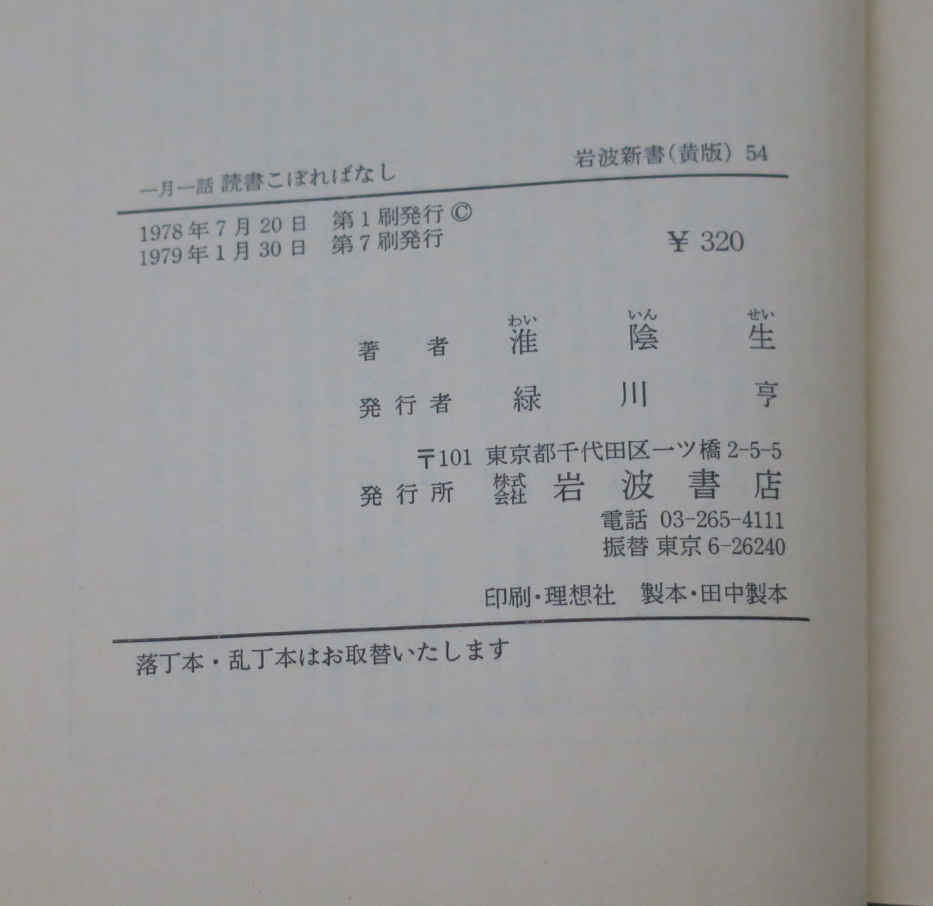 一月一話 読書こぼればなし 岩波新書(黄版) 54
1978年7月20日 第1刷発行 ©
1979年1月30日 第7刷発行
¥ 320
わい いん せい
著者 淮陰生
発行者 緑川亨
〒101 東京都千代田区一ツ橋2-5-5
発行所 株式会社 岩波書店
電話 03-265-4111
振替 東京6-26240
印刷・理想社 製本・田中製本
落丁本・乱丁本はお取替いたします